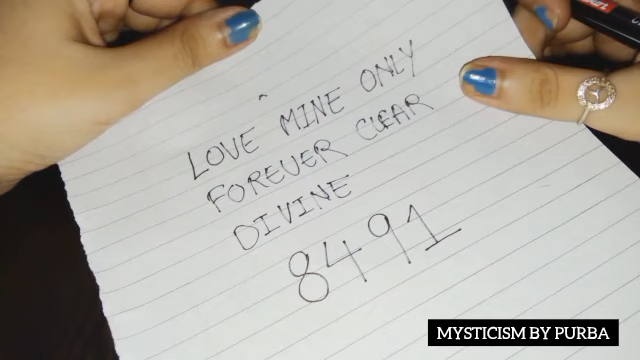 LOVE MINE ONLY
FOREVER CLEAR
DIVINE
8491
MYSTICISM BY PURBA